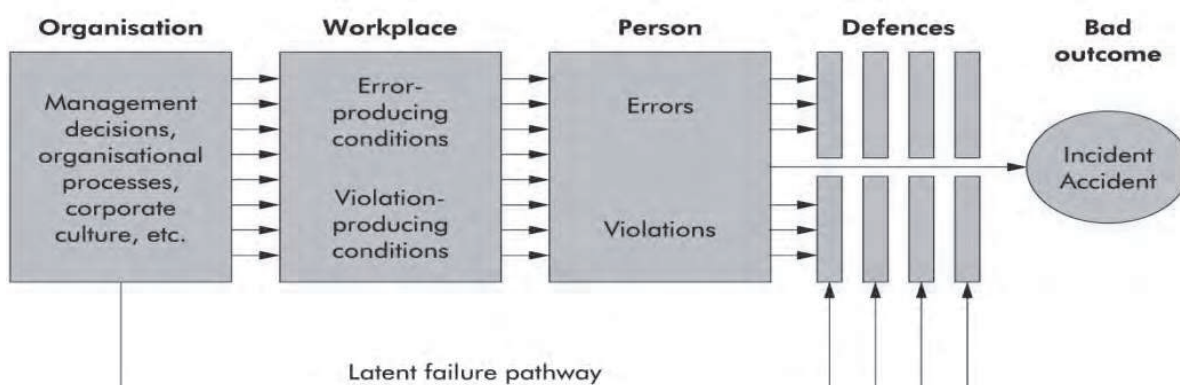 Organisation
Workplace
Person
Defences
Bad
outcome
Management
decisions,
organisational
processes,
corporate
culture, etc.
Error-
producing
conditions
Violation-
producing
conditions
Errors
Violations
Incident
Accident
Latent failure pathway